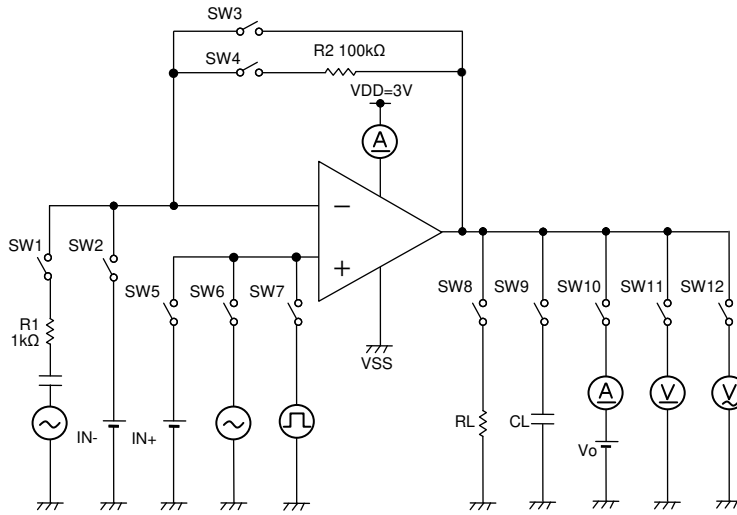 SW3
SW4
R2 100kΩ
VDD=3V
A
−
+
SW1
SW2
SW5
SW6
SW7
SW8
SW9
SW10
SW11
SW12
R1
1kΩ
VSS
A
V
V
RL
CL
IN-
IN+
Vo